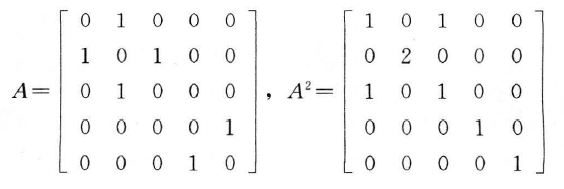 0 1 0 0 0 1 0 1 0 0
1 0 1 0 0 0 2 0 0 0
A= 0 1 0 0 0 , A²= 1 0 1 0 0
0 0 0 0 1 0 0 0 1 0
0 0 0 1 0 0 0 0 0 1